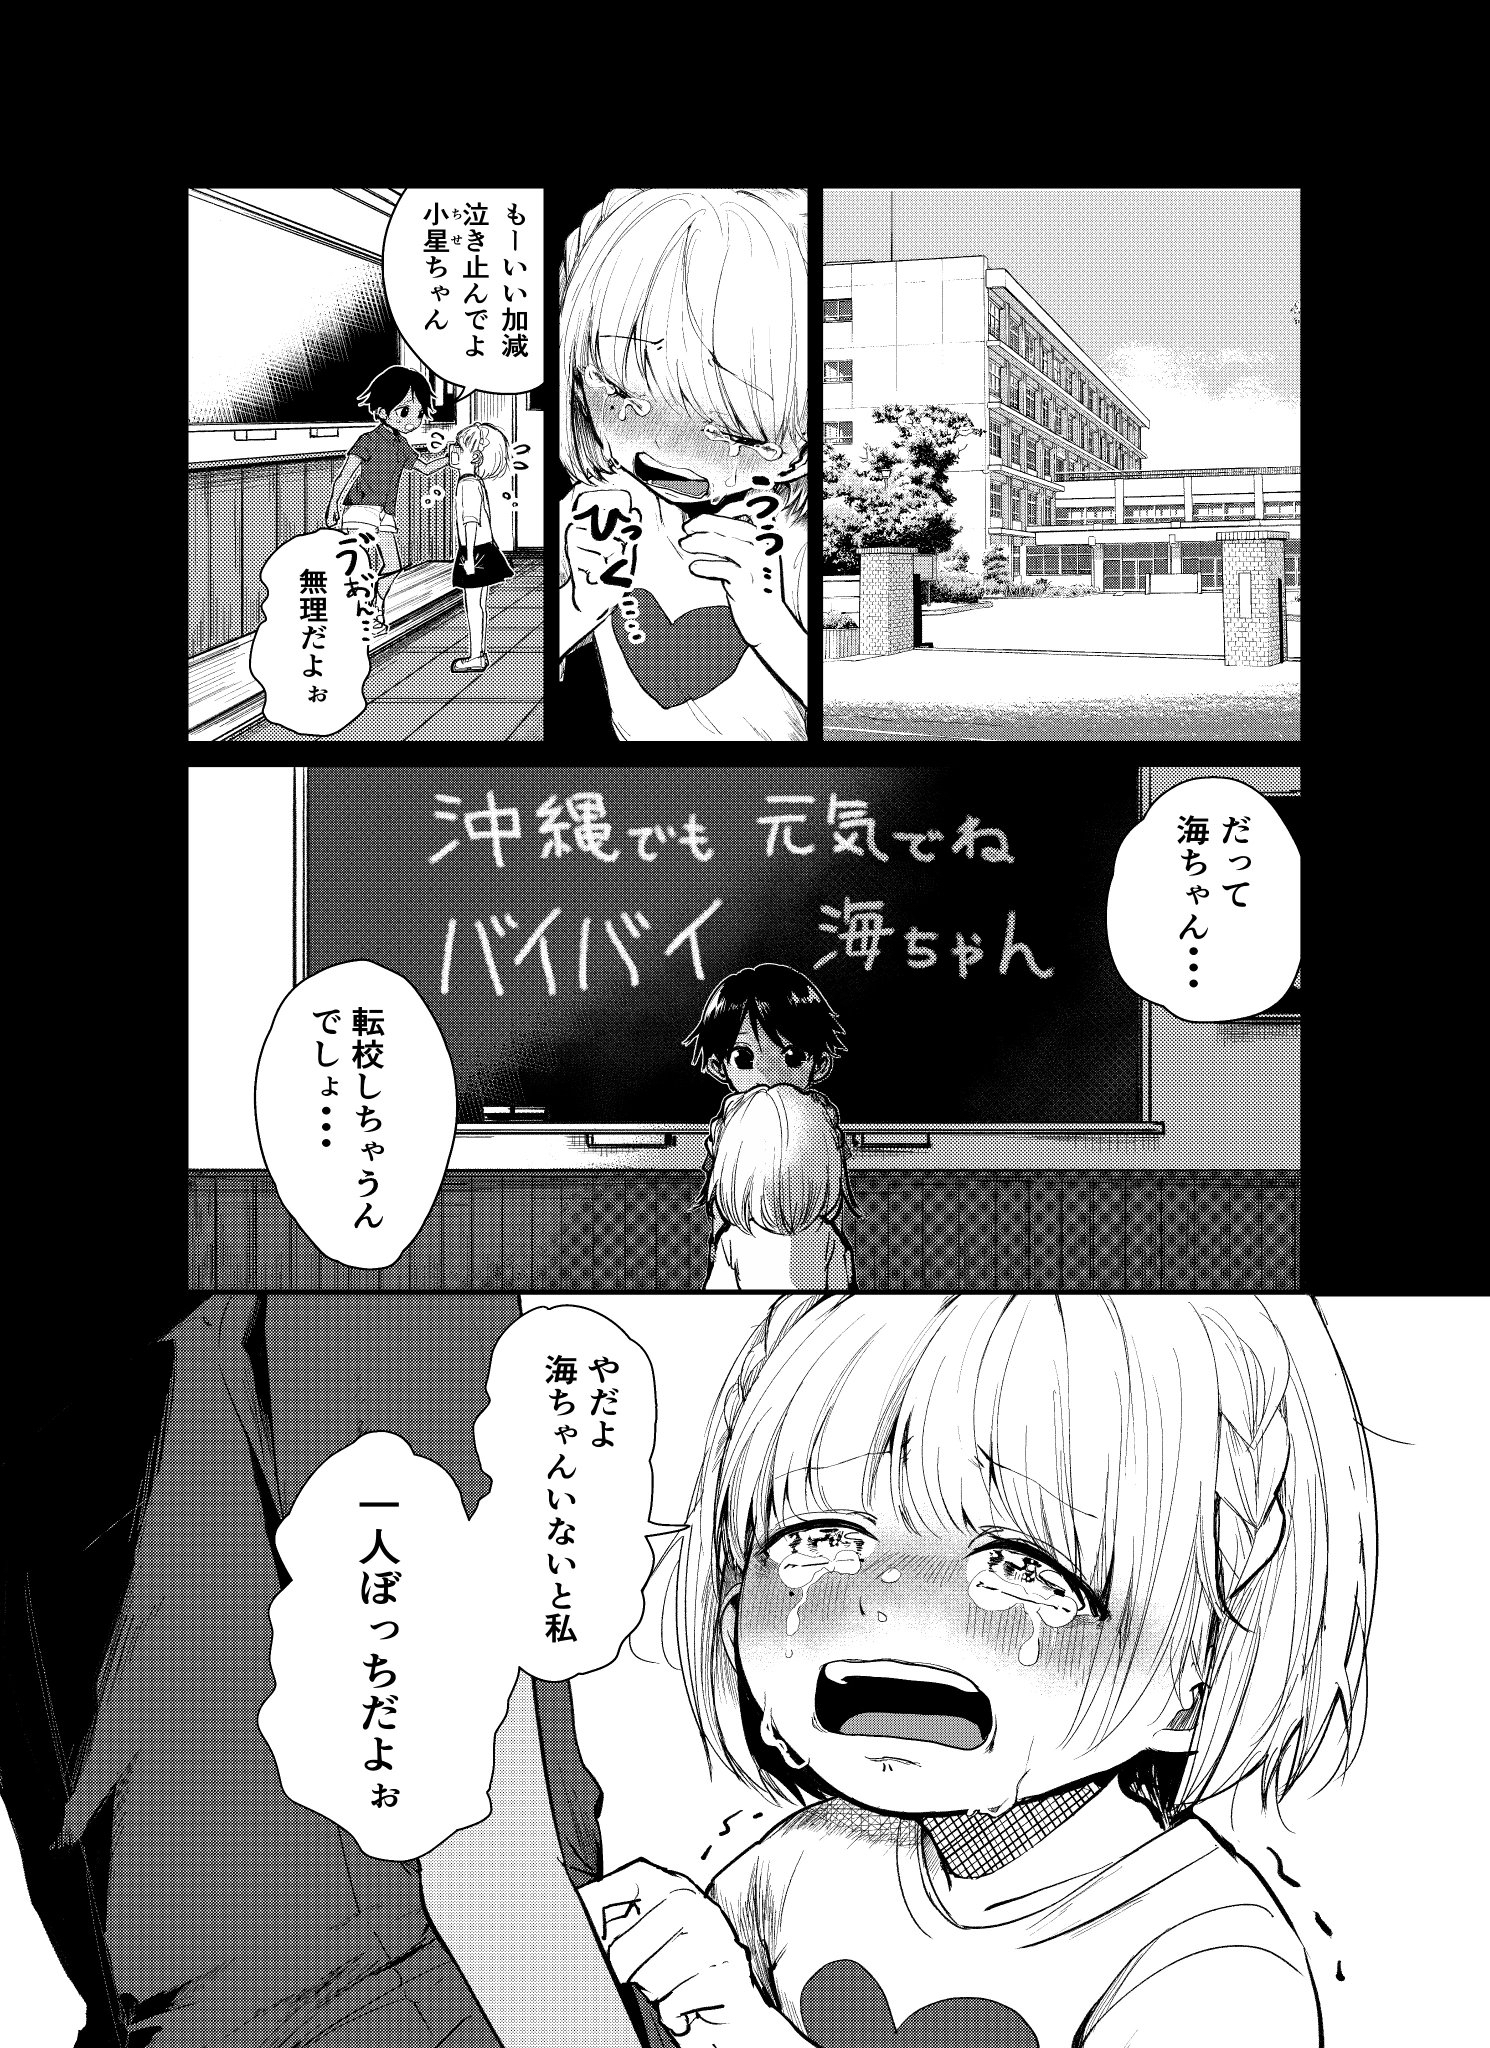 うう…
ひっく……
もーいい加減
泣き止んでよ
小星ちゃん
ちせ
無理だよぉ
だって
海ちゃん・・・
沖縄でも 元気でね
バイバイ 海ちゃん
転校しちゃうん
でしょ・・・
やだよ
海ちゃんいないと私
一人ぼっちだよぉ